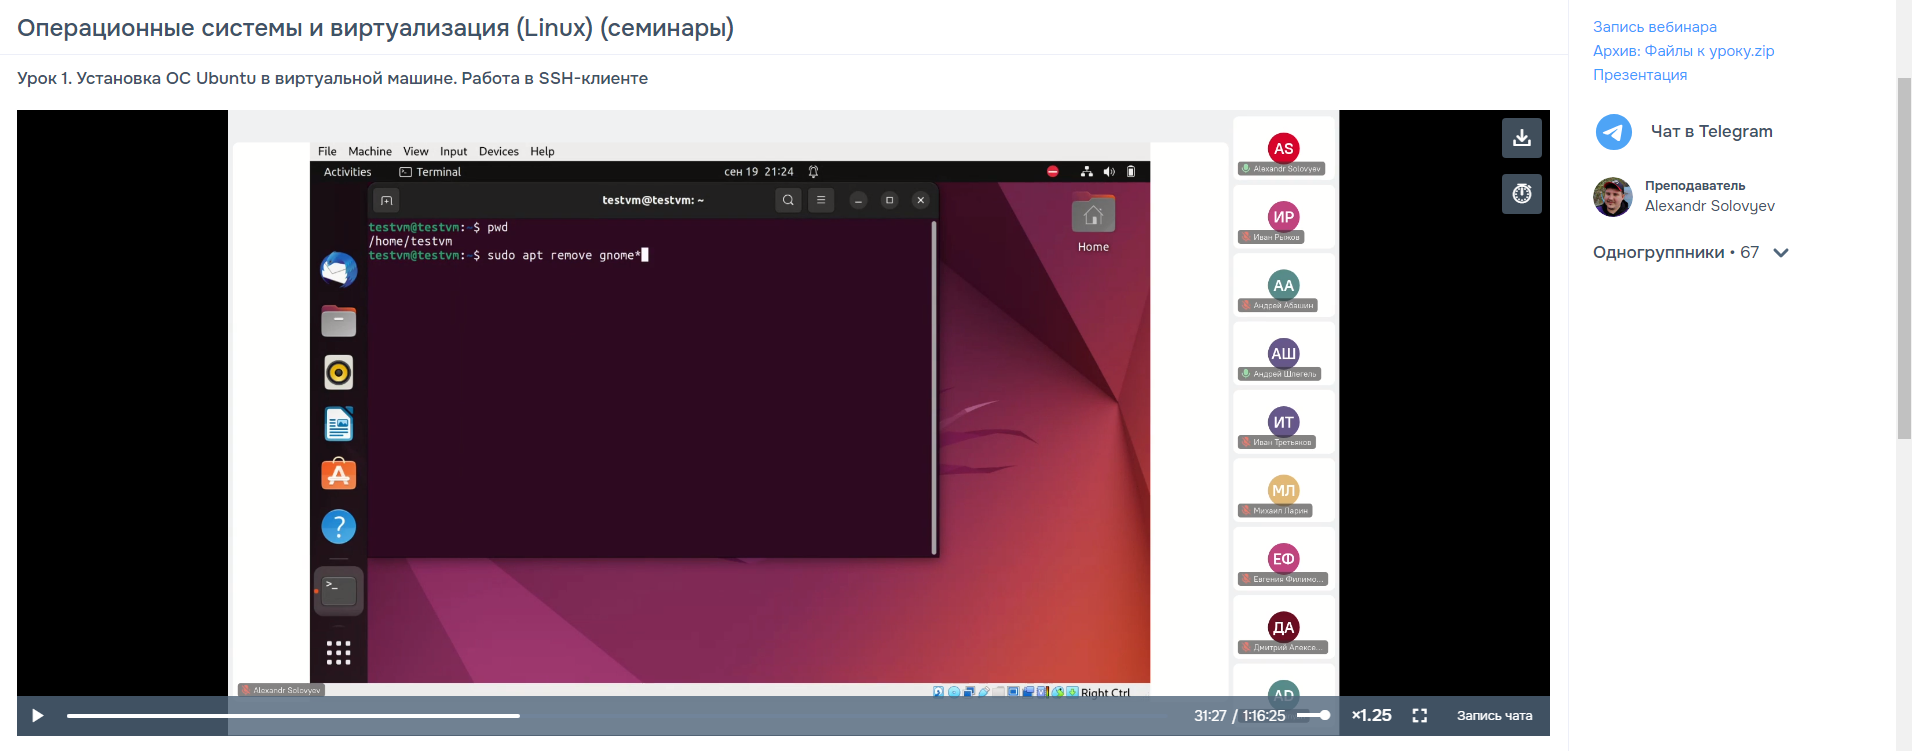 Операционные системы и виртуализация (Linux) (семинары)
Урок 1. Установка ОС Ubuntu в виртуальной машине. Работа в SSH-клиенте
File Machine View Input Devices Help
Activities Terminal сен 19 21:24
testvm@testvm: ~
testvm@testvm:~$ pwd
/home/testvm
testvm@testvm:~$ sudo apt remove gnome*
Home
Right Ctrl
Alexandr Solovyev
AS
Alexandr Solovyev
ИР
Иван Рыжов
АА
Андрей Абашин
АШ
Андрей Шлегель
ИТ
Иван Третьяков
МЛ
Михаил Ларин
ЕФ
Евгения Филимо...
ДА
Дмитрий Алексе...
AD
31:27 / 1:16:25 ×1.25 Запись чата
Запись вебинара
Архив: Файлы к уроку.zip
Презентация
Чат в Telegram
Преподаватель
Alexandr Solovyev
Одногруппники • 67